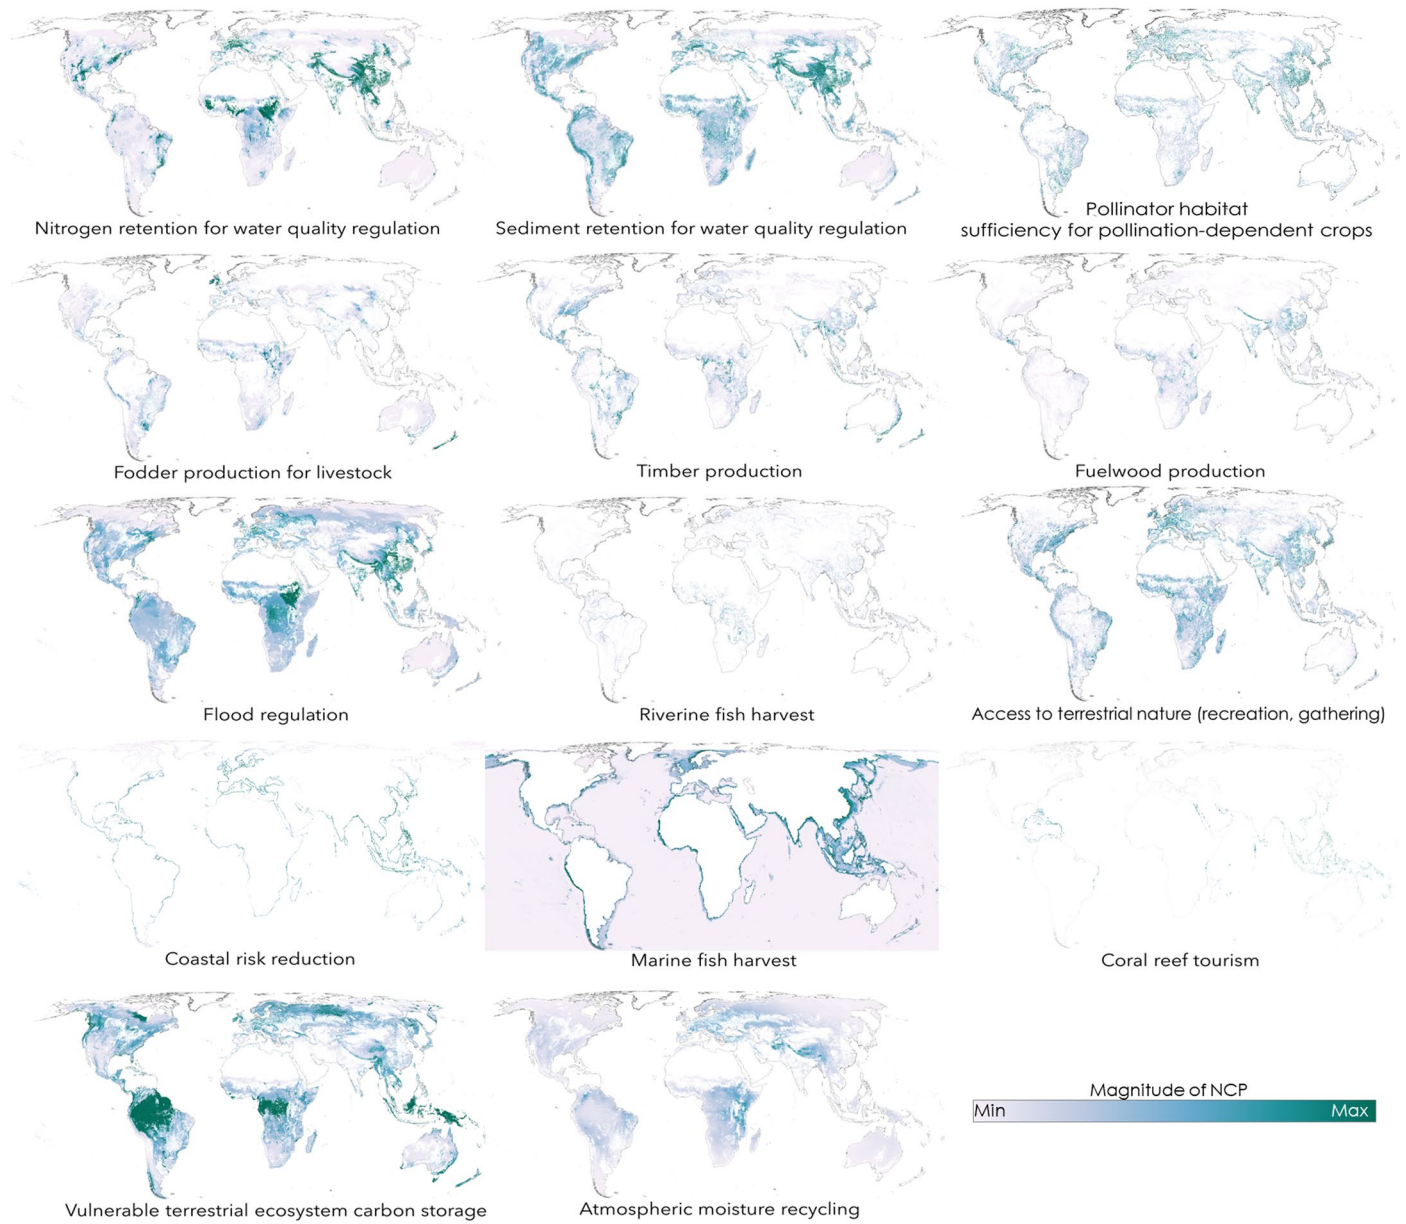 Nitrogen retention for water quality regulation
Sediment retention for water quality regulation
Pollinator habitat
sufficiency for pollination-dependent crops
Fodder production for livestock
Timber production
Fuelwood production
Flood regulation
Riverine fish harvest
Access to terrestrial nature (recreation, gathering)
Coastal risk reduction
Marine fish harvest
Coral reef tourism
Vulnerable terrestrial ecosystem carbon storage
Atmospheric moisture recycling
Magnitude of NCP
Min
Max